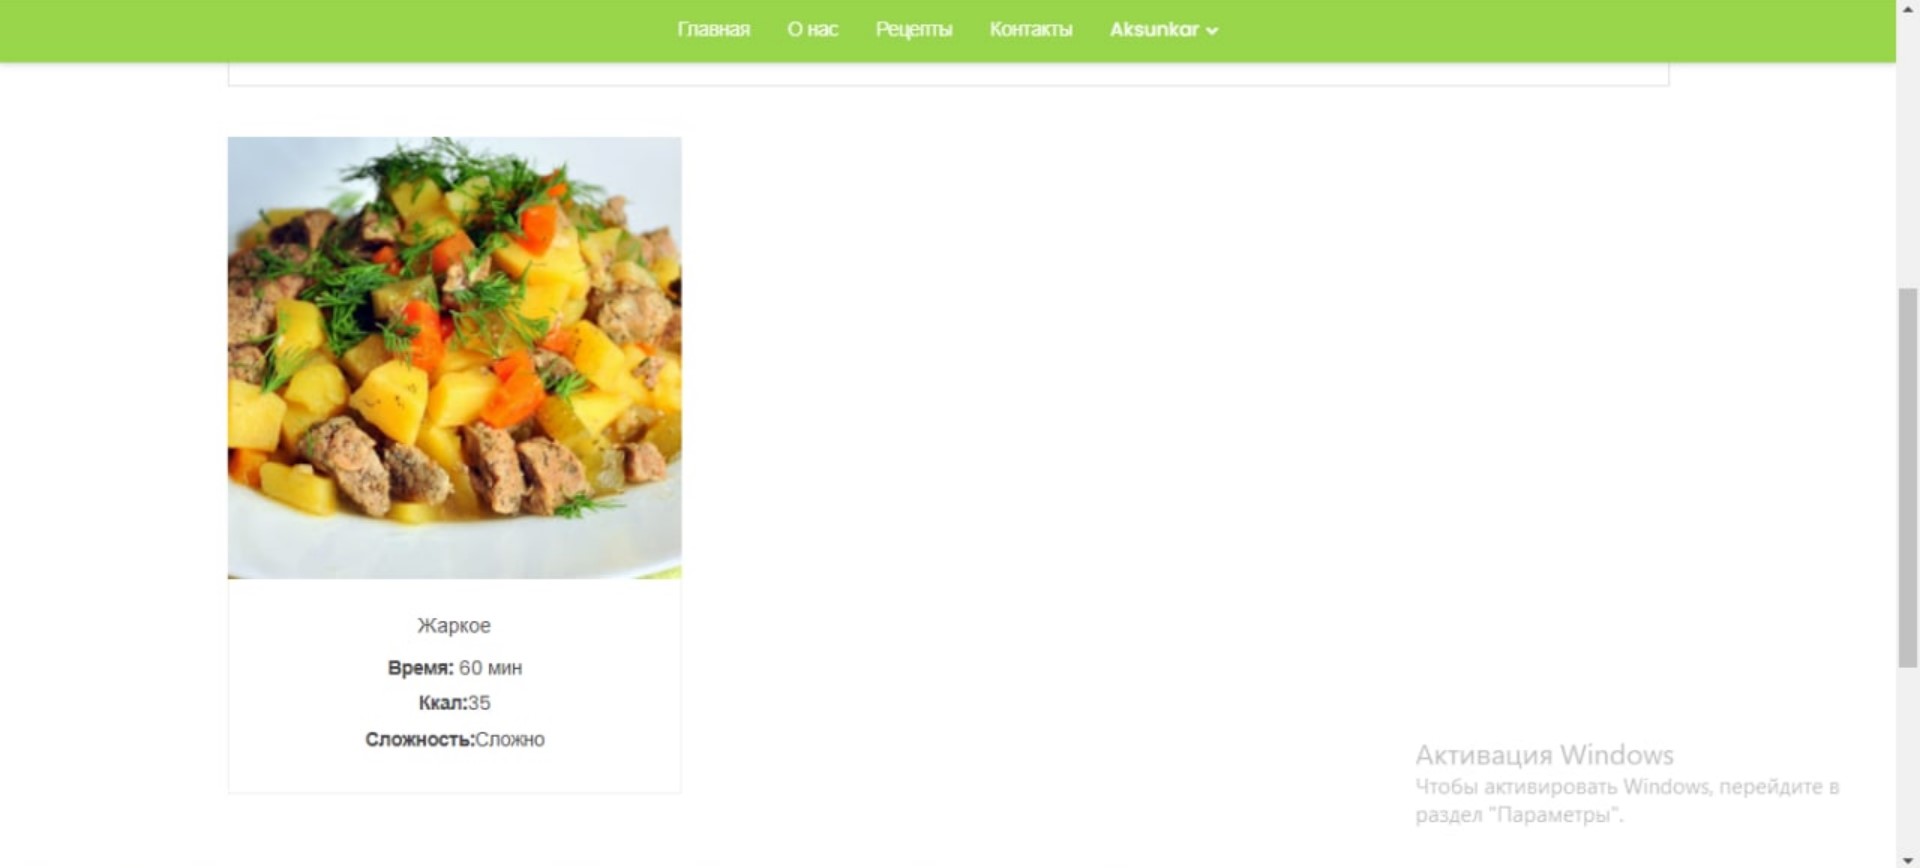 Главная О нас Рецепты Контакты Aksunkar
Жаркое
Время: 60 мин
Ккал:35
Сложность:Сложно
Активация Windows
Чтобы активировать Windows, перейдите в
раздел "Параметры".